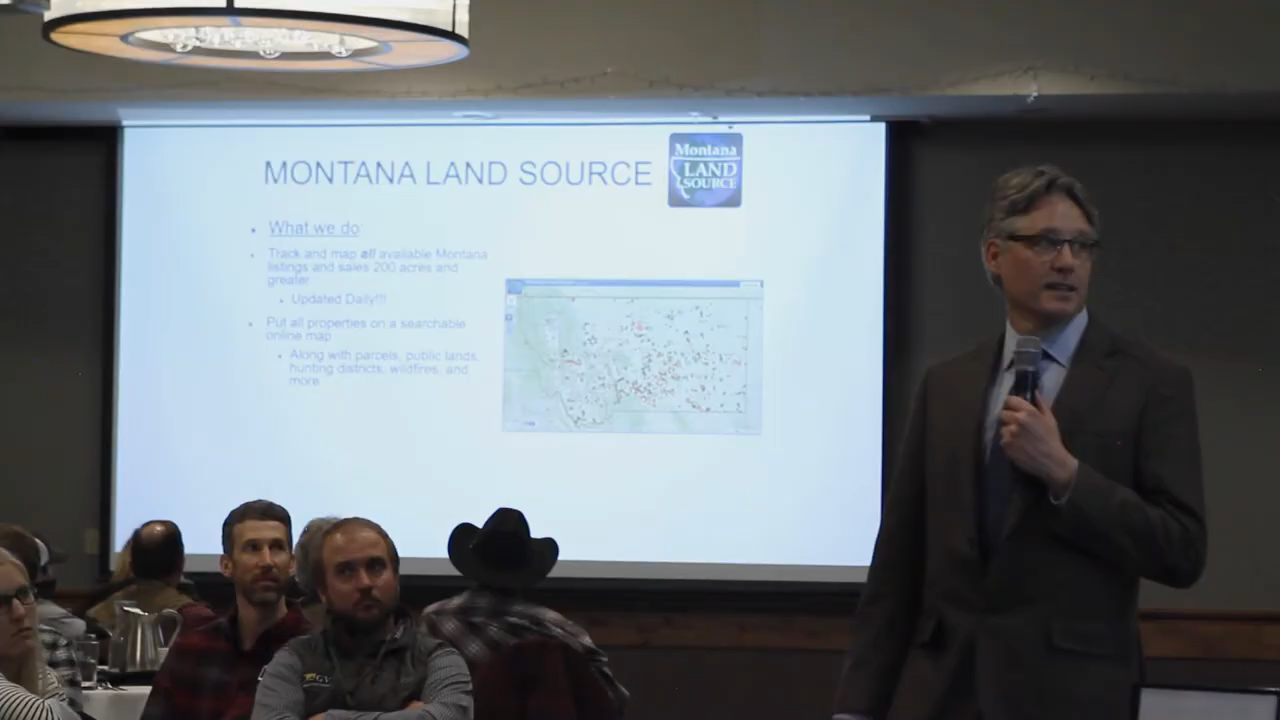 MONTANA LAND SOURCE
Montana
LAND
SOURCE
What we do
Track and map all available Montana
listings and sales 200 acres and
greater
Updated Daily!!!
Put all properties on a searchable
online map
Along with parcels, public lands,
hunting districts, wildfires, and
more